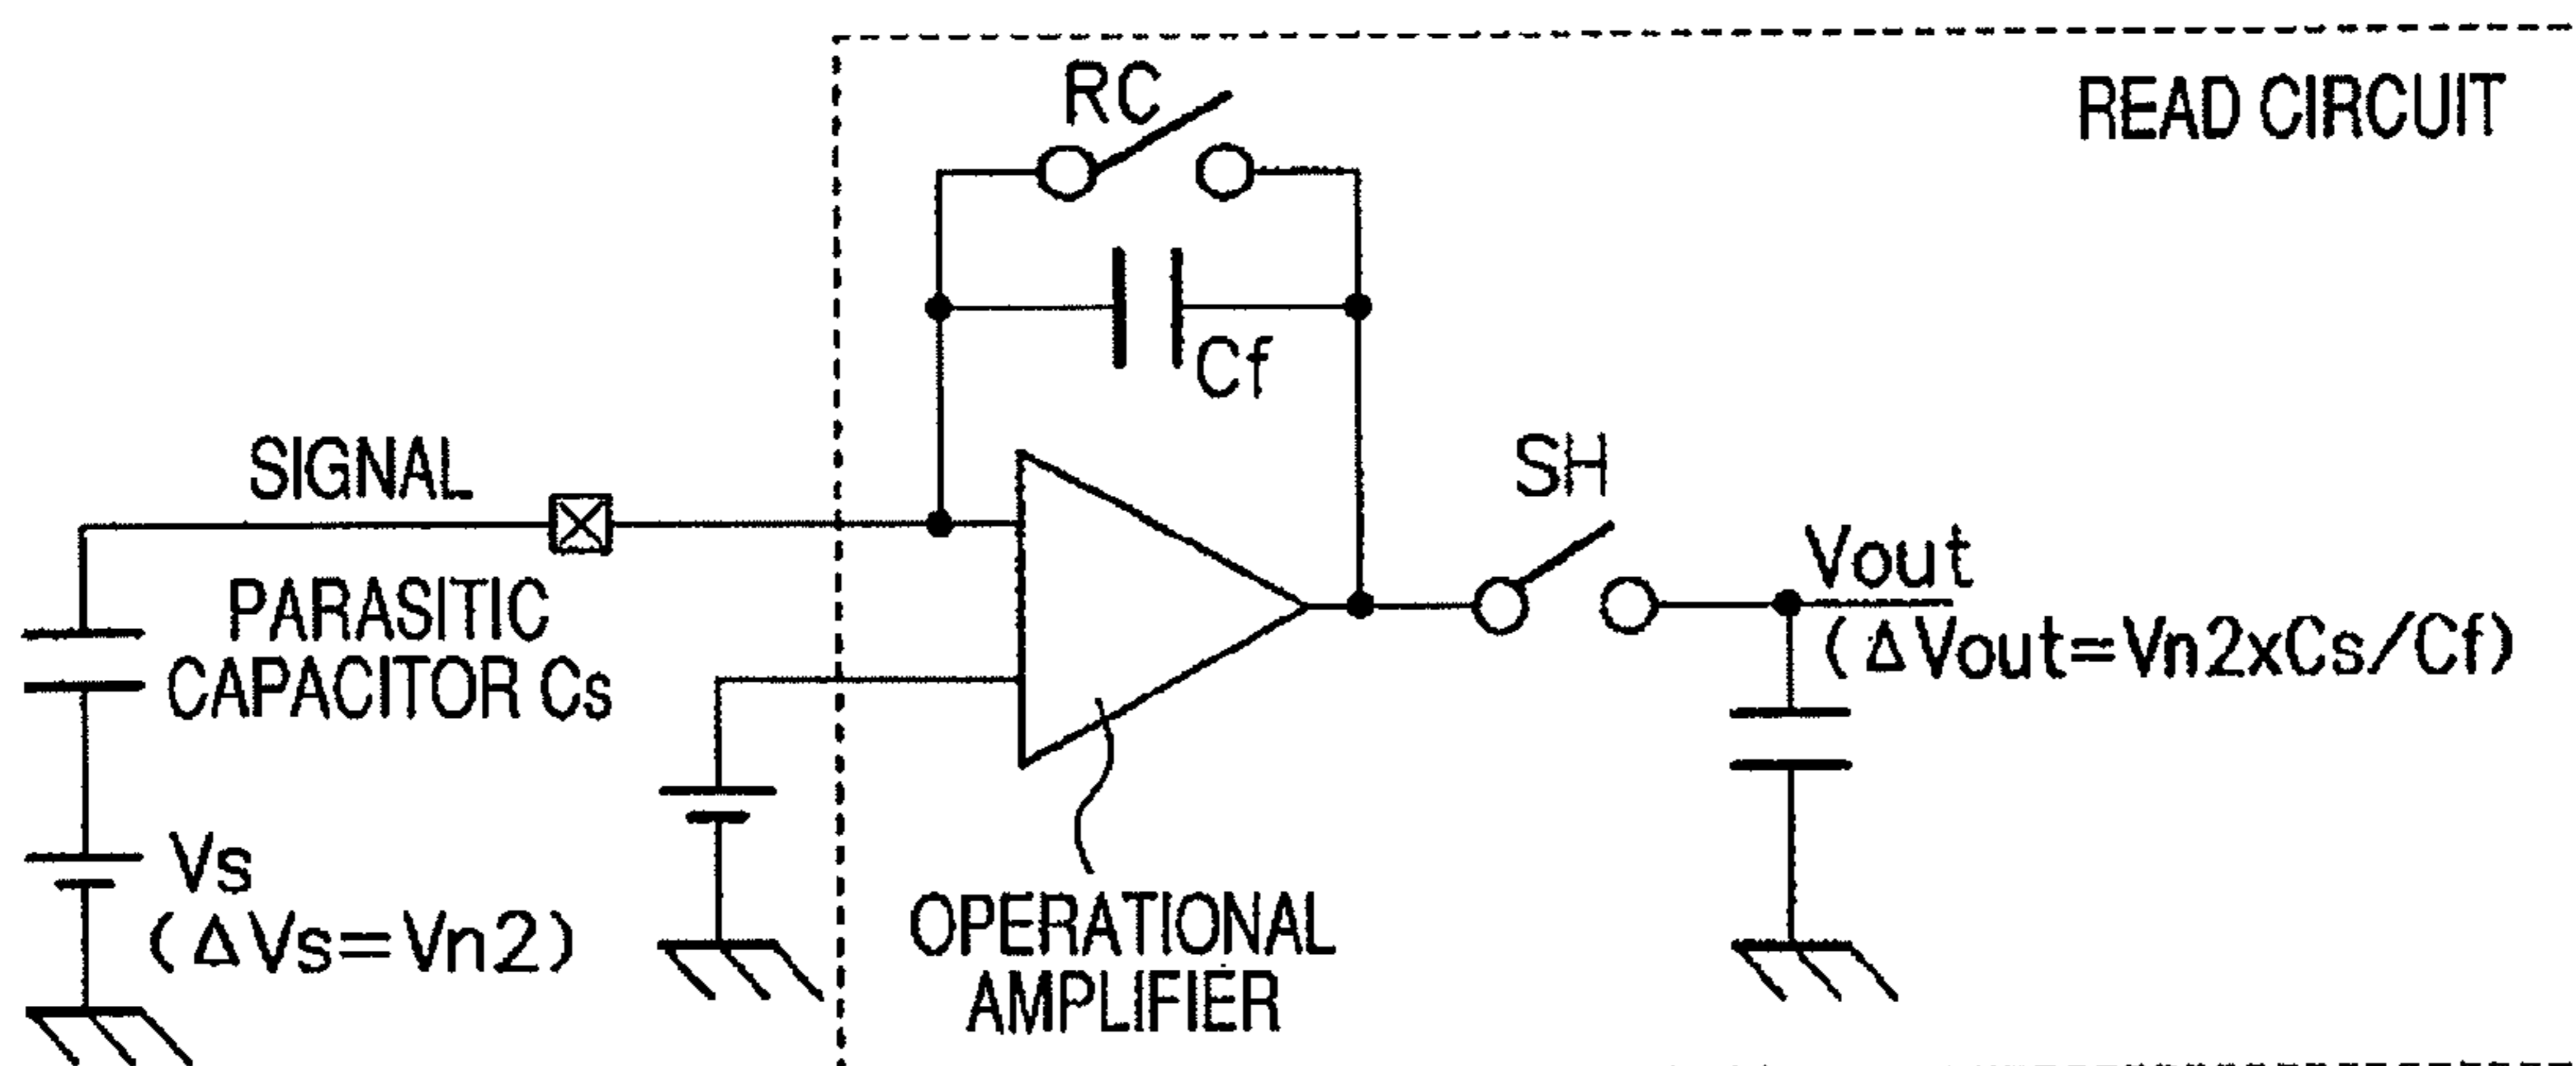 READ CIRCUIT
RC
Cf
SIGNAL
SH
PARASITIC
CAPACITOR Cs
Vout
(ΔVout=Vn2xCs/Cf)
Vs
(ΔVs=Vn2)
OPERATIONAL
AMPLIFIER